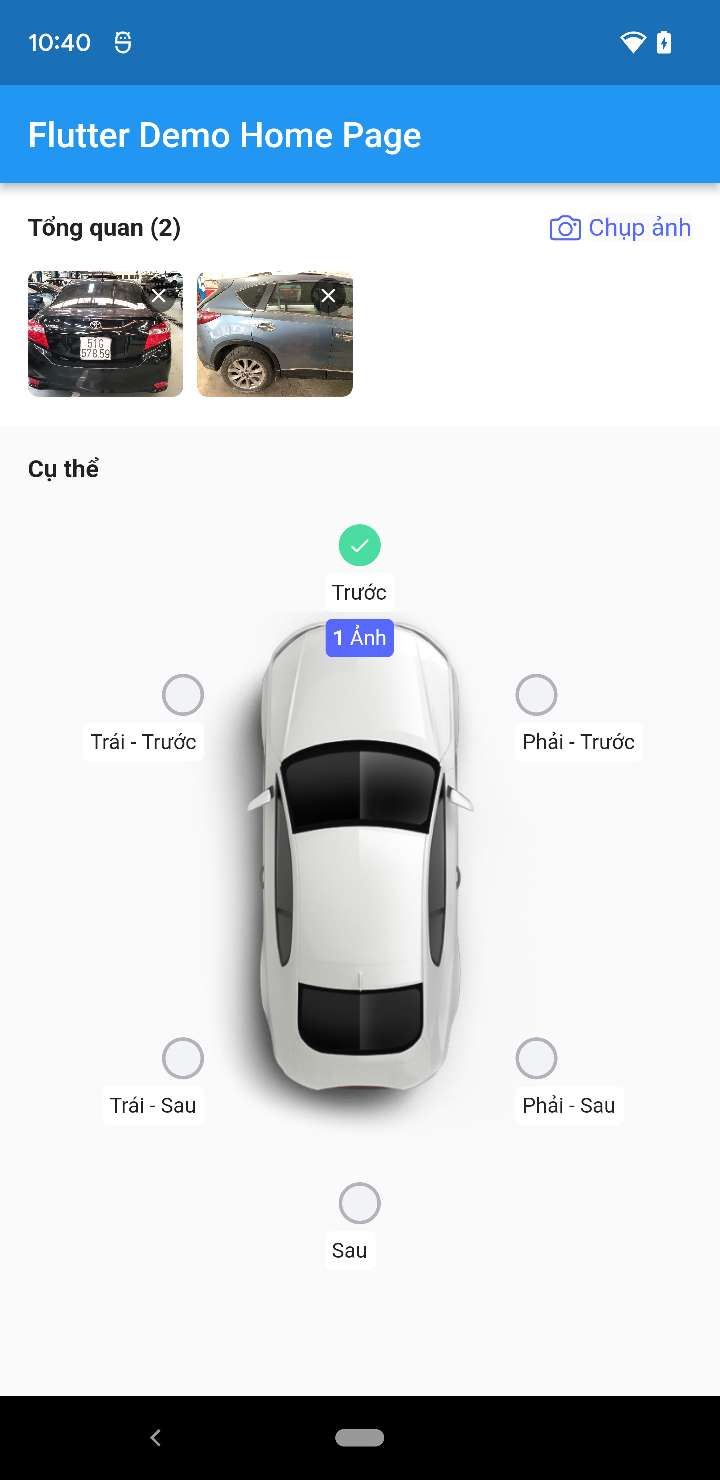 10:40
Flutter Demo Home Page
Tổng quan (2)
Chụp ảnh
51G
578.59
Cụ thể
Trước
1 Ảnh
Trái - Trước
Phải - Trước
Trái - Sau
Phải - Sau
Sau